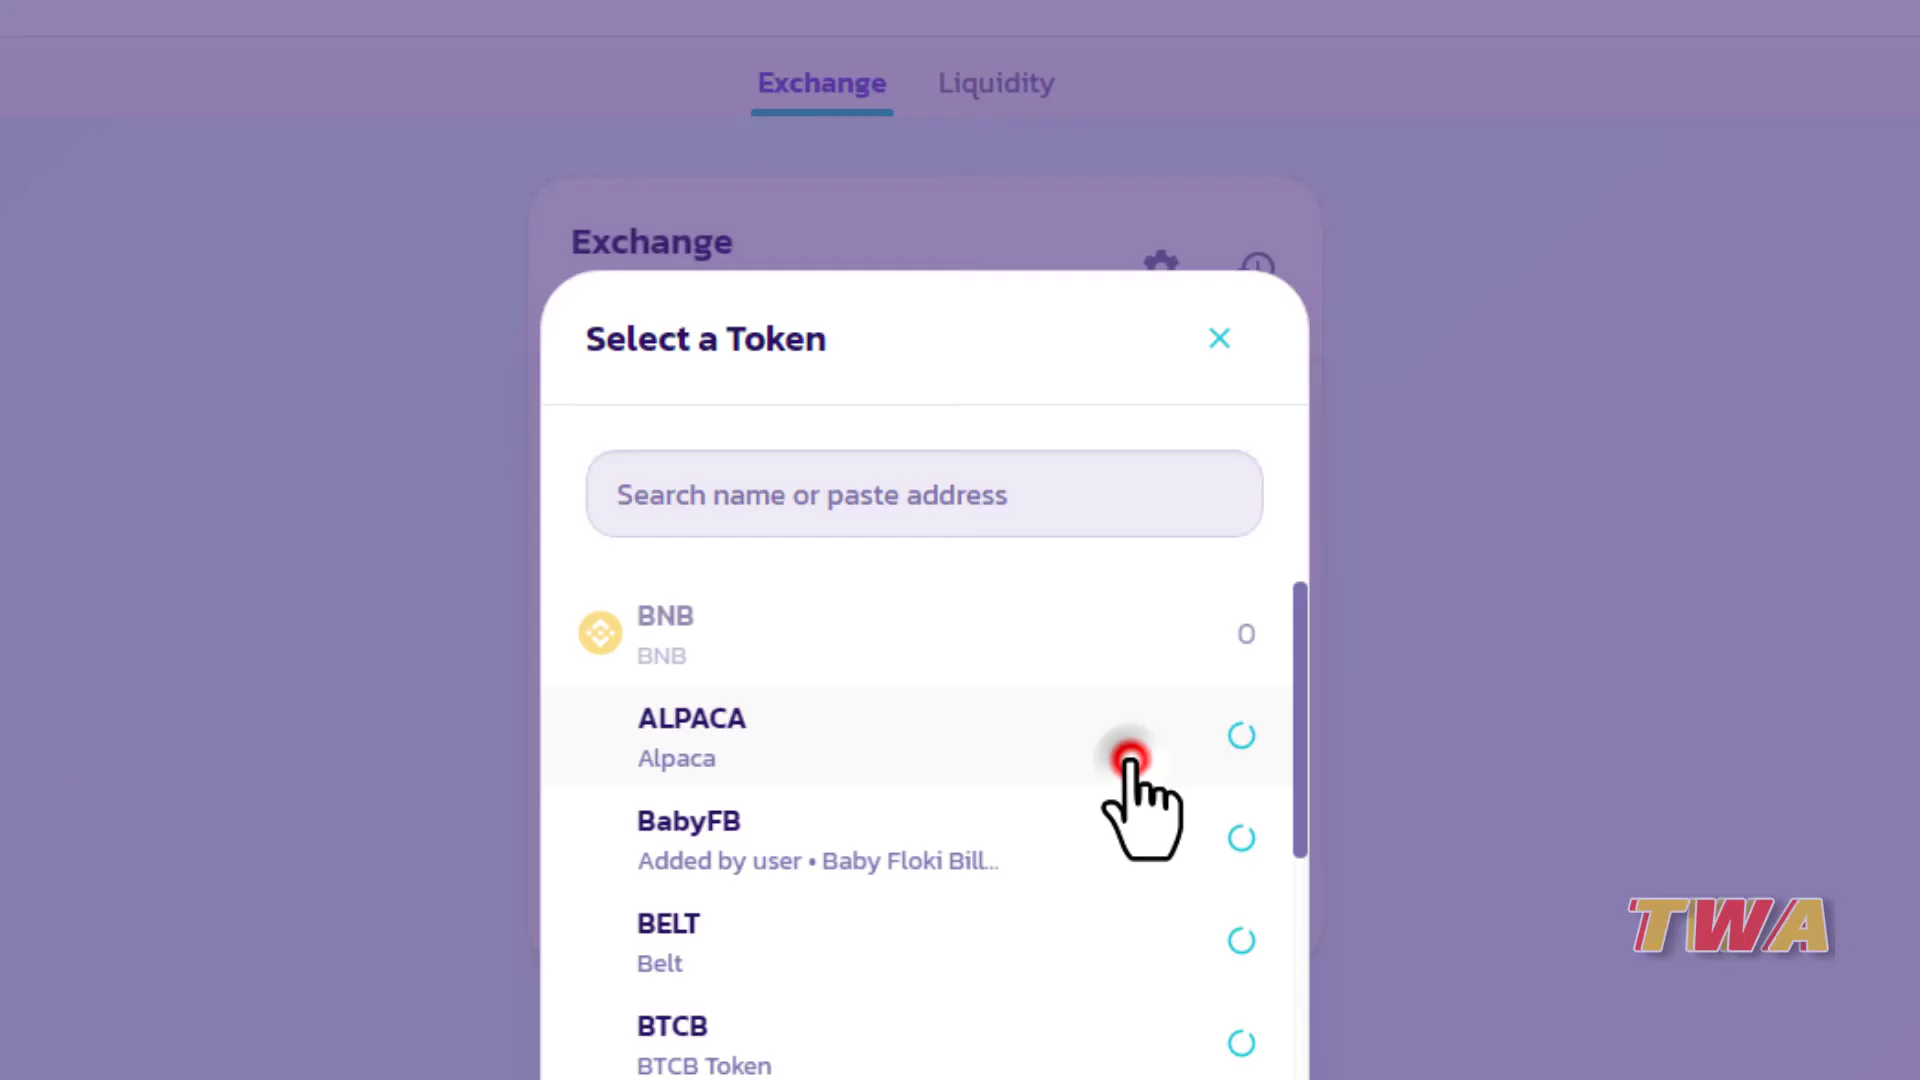 Exchange Liquidity
Exchange
Select a Token
Search name or paste address
BNB
BNB
0
ALPACA
Alpaca
BabyFB
Added by user • Baby Floki Bill...
BELT
Belt
BTCB
BTCB Token
TWA